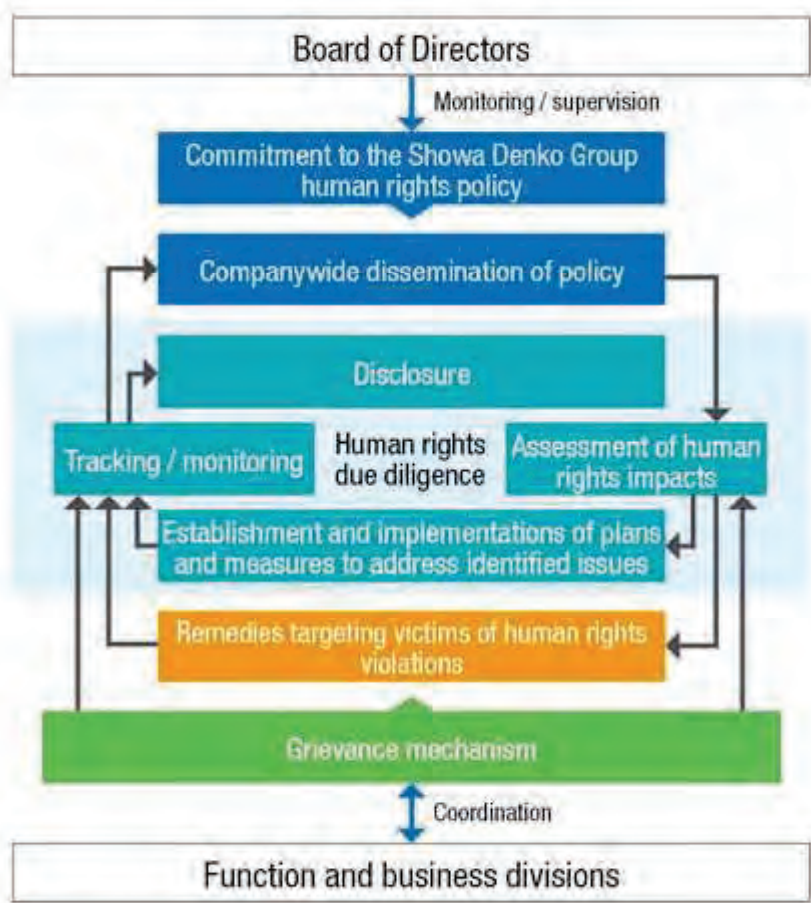 Board of Directors
Monitoring / supervision
Commitment to the Showa Denko Group
human rights policy
Companywide dissemination of policy
Disclosure
Tracking / monitoring
Human rights
due diligence
Assessment of human
rights impacts
Establishment and implementations of plans
and measures to address identified issues
Remedies targeting victims of human rights
violations
Grievance mechanism
Coordination
Function and business divisions